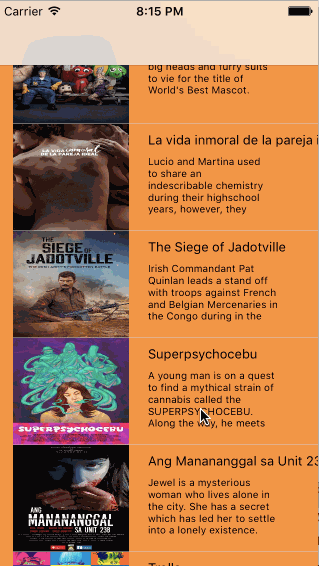 Carrier 8:15 PM
big heads and furry suits
to vie for the title of
World's Best Mascot.
La vida inmoral de la pareja i
LA VIDA inmoral
DE LA PAREJA IDEAL
Lucio and Martina used
to share an
indescribable chemistry
during their highschool
years, however, they
The Siege of Jadotville
THE
SIEGE OF
JADOTVILLE
Irish Commandant Pat
Quinlan leads a stand off
with troops against French
and Belgian Mercenaries in
the Congo during in the
Superpsychocebu
SUPERPSYCHOCEBU
A young man is on a quest
to find a mythical strain of
cannabis called the
SUPERPSYCHOCEBU.
Along the way, he meets
Ang Manananggal sa Unit 23
ANG
MANANANGGAL
SA UNIT 23B
Jewel is a mysterious
woman who lives alone in
the city. She has a secret
which has led her to settle
into a lonely existence.
Trolls